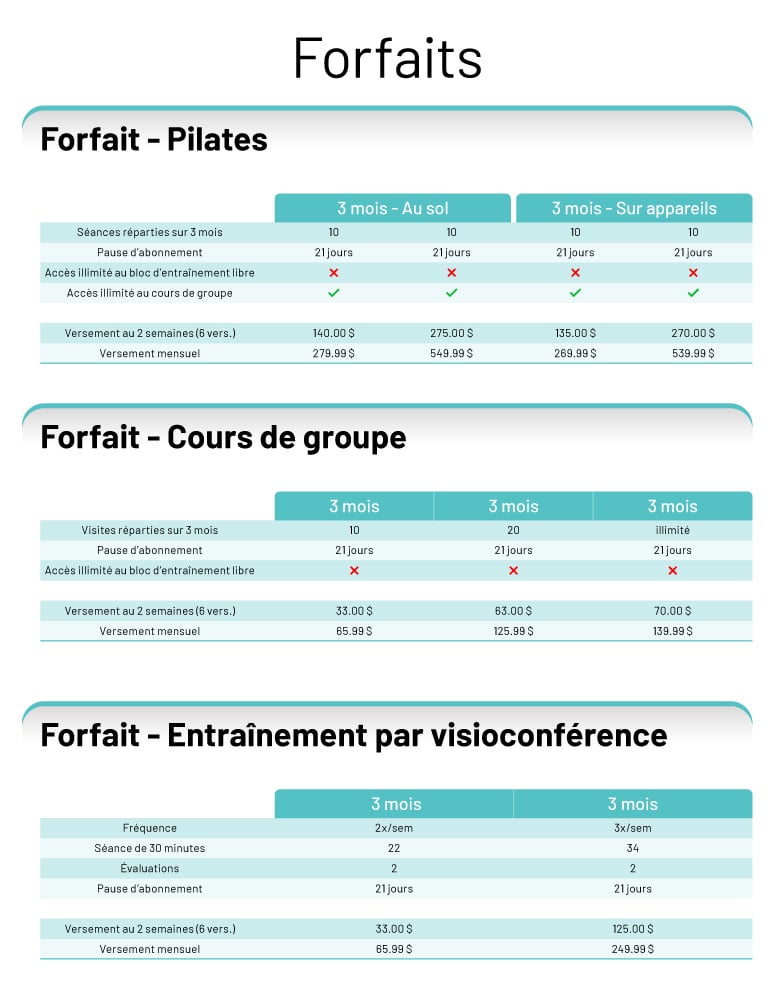 Forfaits
Forfait - Pilates
3 mois - Au sol 3 mois - Sur appareils
Séances réparties sur 3 mois 10 10 10 10
Pause d'abonnement 21 jours 21 jours 21 jours 21 jours
Accès illimité au bloc d'entraînement libre ✕ ✕ ✕ ✕
Accès illimité au cours de groupe ✓ ✓ ✓ ✓
Versement au 2 semaines (6 vers.) 140.00 $ 275.00 $ 135.00 $ 270.00 $
Versement mensuel 279.99 $ 549.99 $ 269.99 $ 539.99 $
Forfait - Cours de groupe
3 mois 3 mois 3 mois
Visites réparties sur 3 mois 10 20 illimité
Pause d'abonnement 21 jours 21 jours 21 jours
Accès illimité au bloc d'entraînement libre ✕ ✕ ✕
Versement au 2 semaines (6 vers.) 33.00 $ 63.00 $ 70.00 $
Versement mensuel 65.99 $ 125.99 $ 139.99 $
Forfait - Entraînement par visioconférence
3 mois 3 mois
Fréquence 2x/sem 3x/sem
Séance de 30 minutes 22 34
Évaluations 2 2
Pause d'abonnement 21 jours 21 jours
Versement au 2 semaines (6 vers.) 33.00 $ 125.00 $
Versement mensuel 65.99 $ 249.99 $